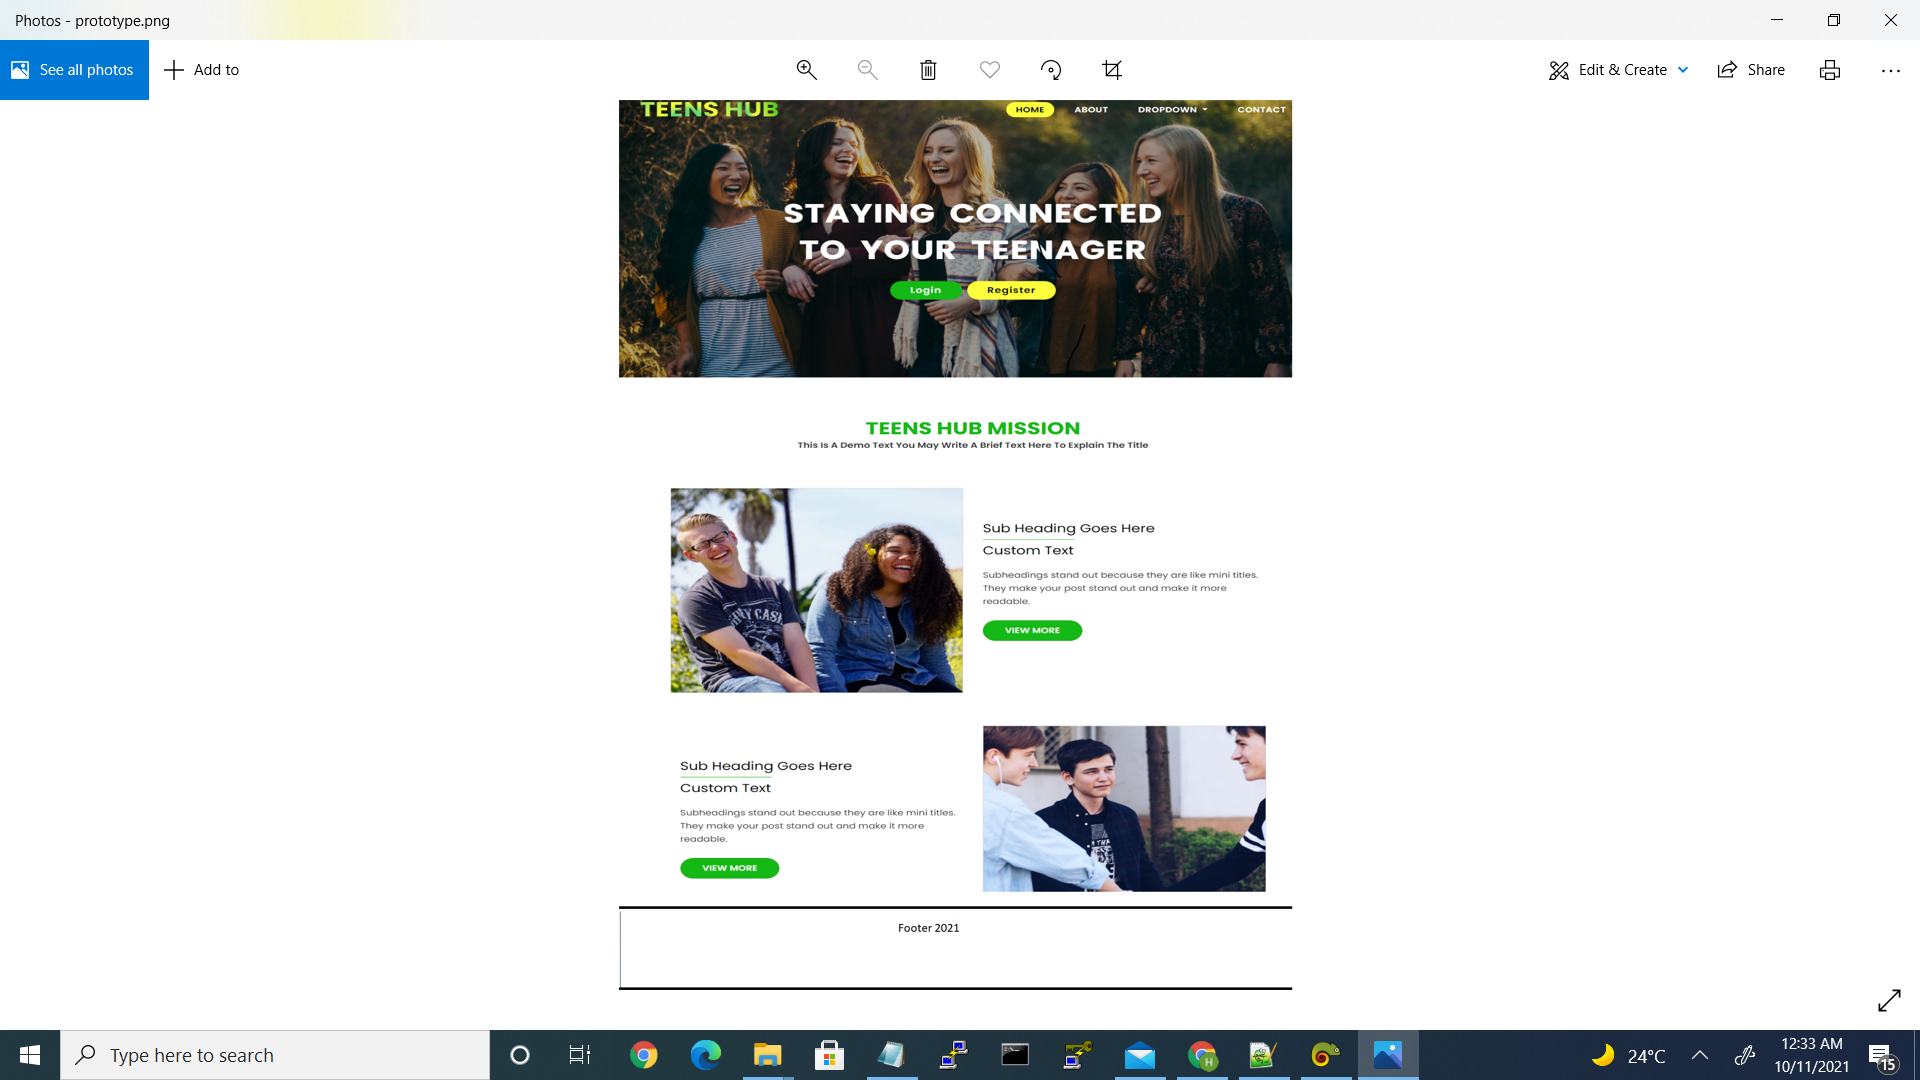 Photos - prototype.png
See all photos
Add to
Edit & Create
Share
TEENS HUB
HOME
ABOUT
DROPDOWN
CONTACT
STAYING CONNECTED
TO YOUR TEENAGER
Login
Register
TEENS HUB MISSION
This Is A Demo Text You May Write A Brief Text Here To Explain The Title
Sub Heading Goes Here
Custom Text
Subheadings stand out because they are like mini titles.
They make your post stand out and make it more
readable.
VIEW MORE
Sub Heading Goes Here
Custom Text
Subheadings stand out because they are like mini titles.
They make your post stand out and make it more
readable.
VIEW MORE
Footer 2021
Type here to search
H
24°C
12:33 AM
10/11/2021
15